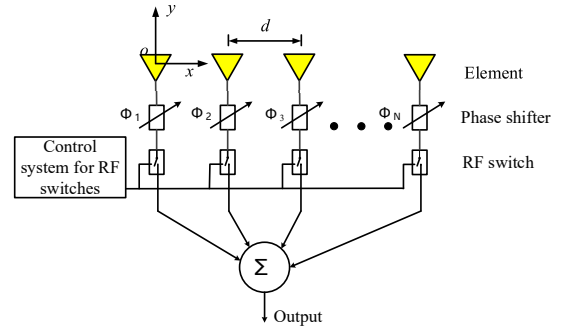 y
d
o
x
Element
Φ1
Φ2
Φ3
ΦN
Phase shifter
Control
system for RF
switches
RF switch
Σ
Output